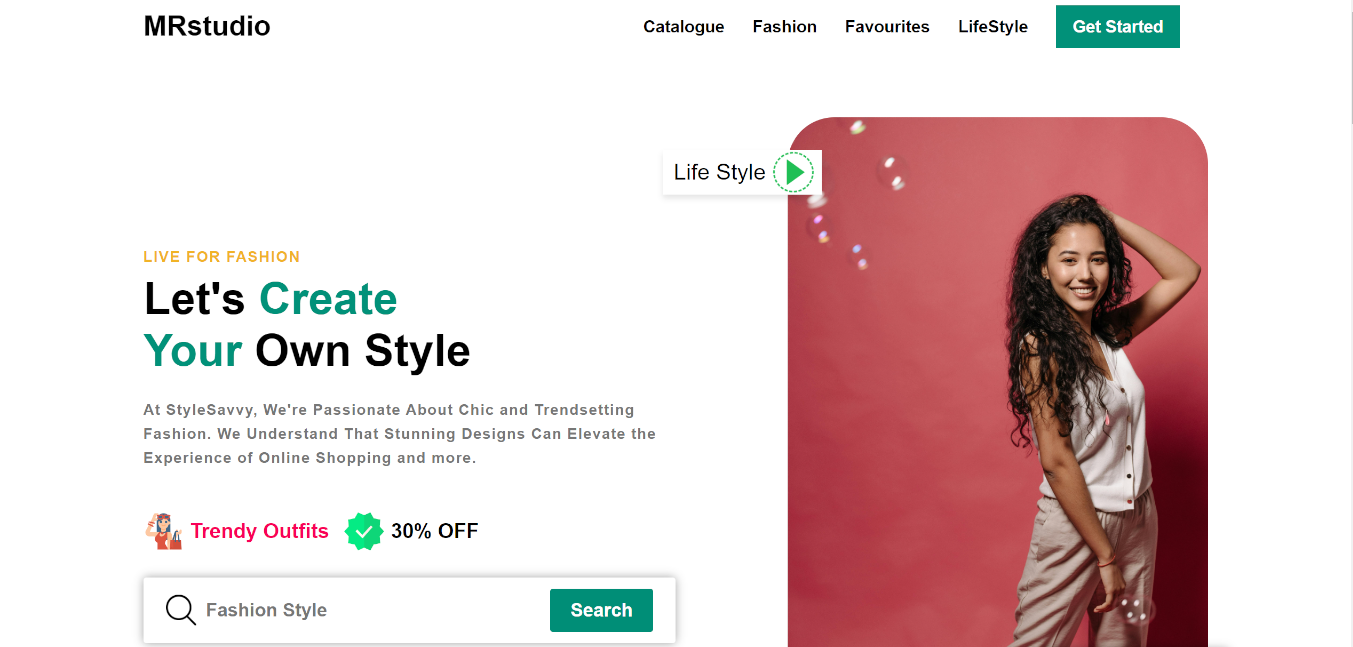 MRstudio
Catalogue Fashion Favourites LifeStyle Get Started
Life Style
LIVE FOR FASHION
Let's Create
Your Own Style
At StyleSavvy, We're Passionate About Chic and Trendsetting
Fashion. We Understand That Stunning Designs Can Elevate the
Experience of Online Shopping and more.
Trendy Outfits 30% OFF
Fashion Style Search